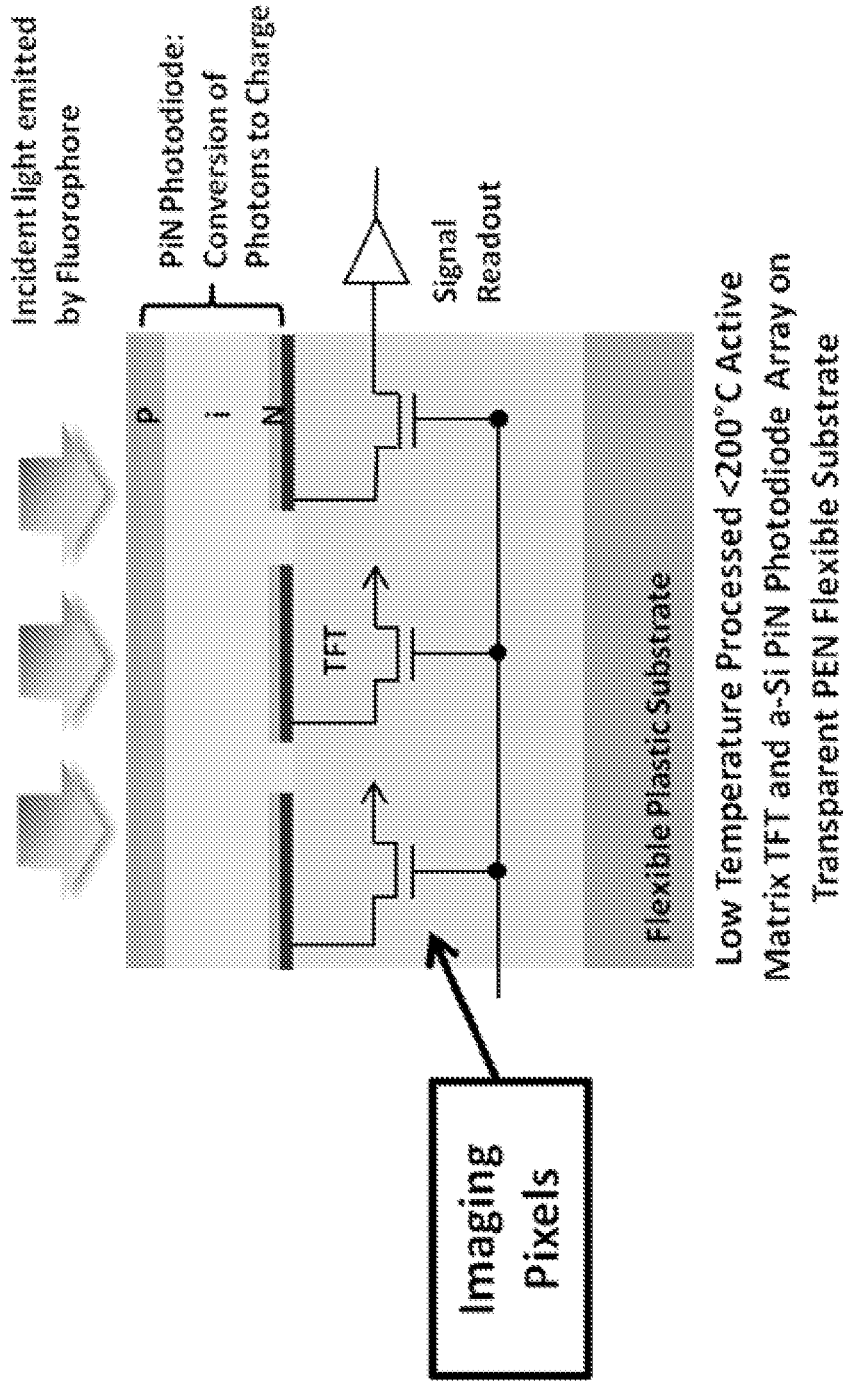 Incident light emitted
by Fluorophore
PiN Photodiode:
Conversion of
Photons to Charge
P
i
N
TFT
Signal
Readout
Flexible Plastic Substrate
Imaging
Pixels
Low Temperature Processed <200°C Active
Matrix TFT and a-Si PiN Photodiode Array on
Transparent PEN Flexible Substrate